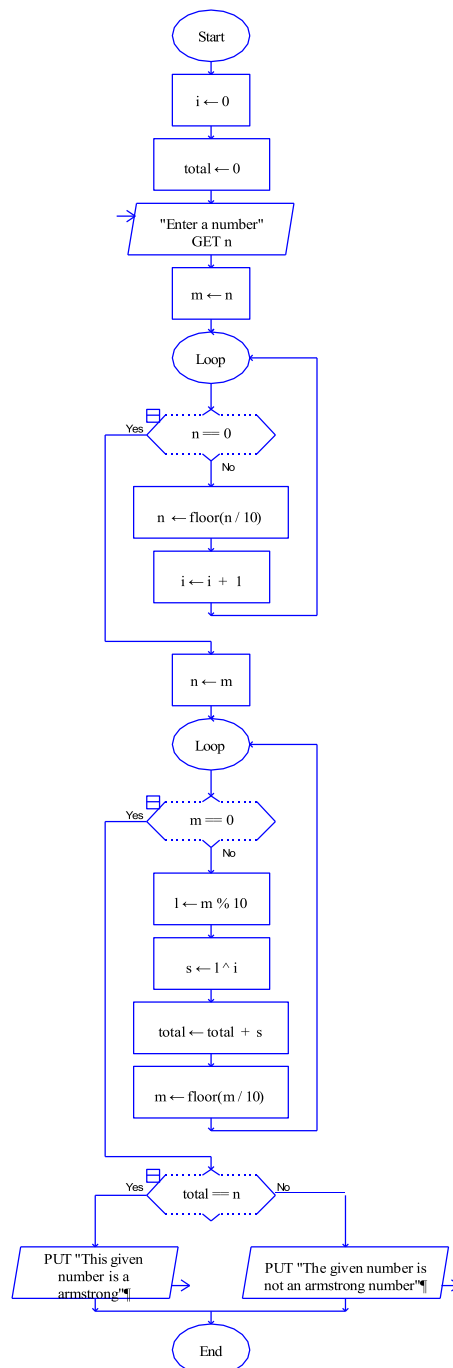 Start
i ← 0
total ← 0
"Enter a number"
GET n
m ← n
Loop
n == 0
Yes
No
n ← floor(n / 10)
i ← i + 1
n ← m
Loop
m == 0
Yes
No
l ← m % 10
s ← l ^ i
total ← total + s
m ← floor(m / 10)
total == n
Yes
No
PUT "This given
number is a
armstrong"¶
PUT "The given number is
not an armstrong number"¶
End